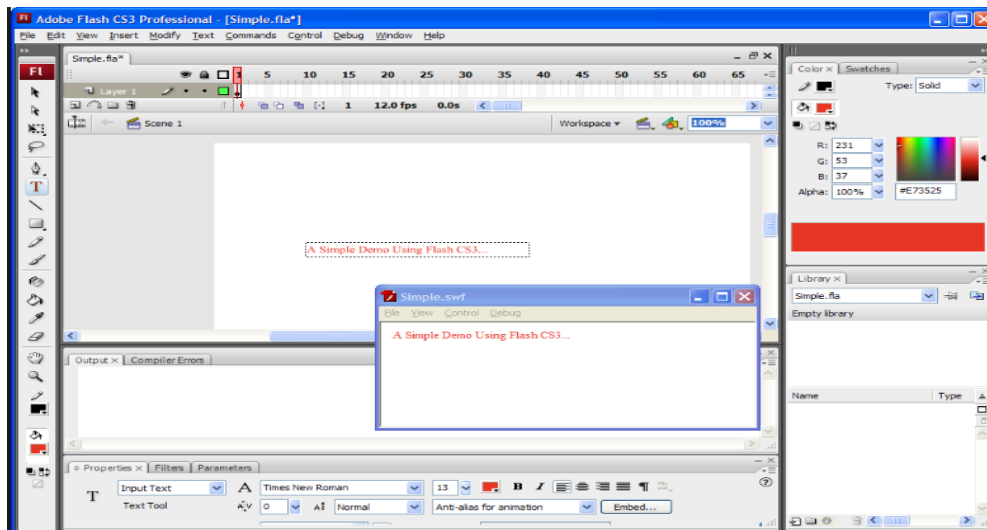 Adobe Flash CS3 Professional - [Simple.fla*]
File Edit View Insert Modify Text Commands Control Debug Window Help
Simple.fla*
Fl
1 5 10 15 20 25 30 35 40 45 50 55 60 65
Layer 1
1 12.0 fps 0.0s
Scene 1
Workspace
100%
A Simple Demo Using Flash CS3...
Simple.swf
File View Control Debug
A Simple Demo Using Flash CS3...
Output × Compiler Errors
Properties × Filters Parameters
T
Input Text
A
Times New Roman
13
B I
Text Tool
A V
0
Normal
Anti-alias for animation
Embed...
Color × Swatches
Type: Solid
R: 231
G: 53
B: 37
Alpha: 100%
#E73525
Library ×
Simple.fla
Empty library
Name Type